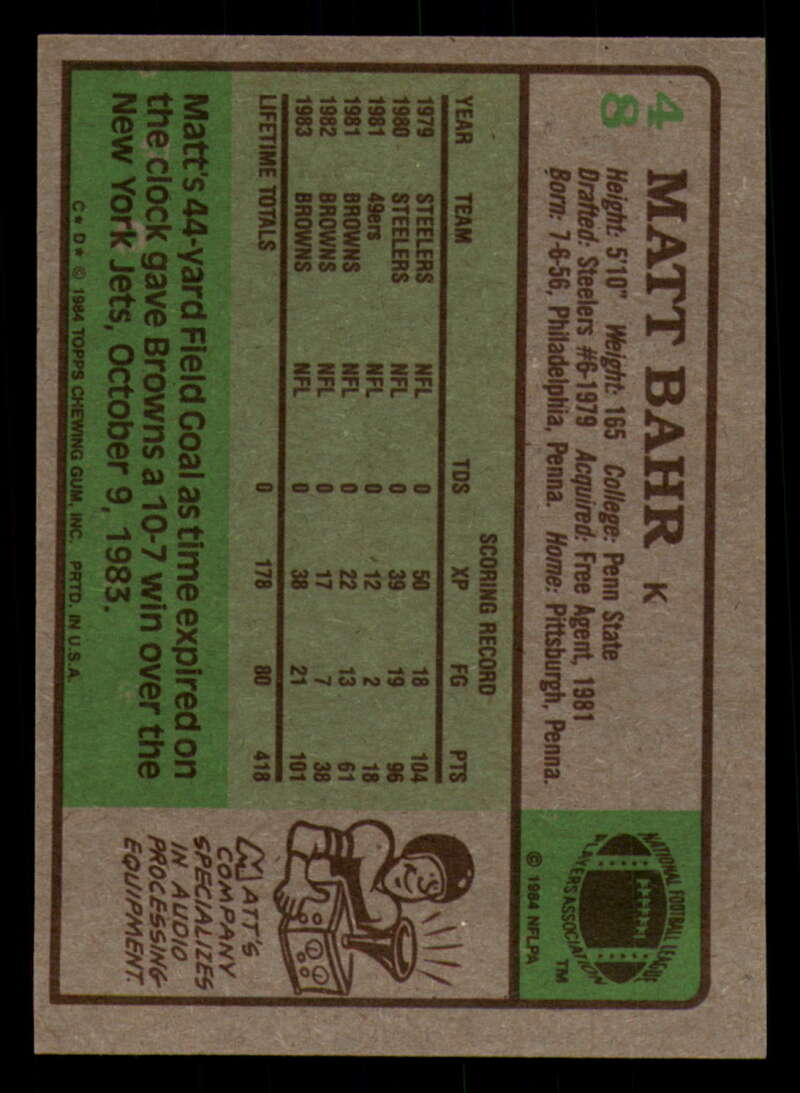 48
MATT BAHR K
Height: 5'10" Weight: 165 College: Penn State
Drafted: Steelers #6-1979 Acquired: Free Agent, 1981
Born: 7-6-56, Philadelphia, Penna. Home: Pittsburgh, Penna.
NATIONAL FOOTBALL LEAGUE
PLAYERS ASSOCIATION
TM
© 1984 NFLPA
SCORING RECORD
YEAR TEAM TDS XP FG PTS
1979 STEELERS NFL 0 50 18 104
1980 STEELERS NFL 0 39 19 96
1981 49ers NFL 0 12 2 18
1981 BROWNS NFL 0 22 13 61
1982 BROWNS NFL 0 17 7 38
1983 BROWNS NFL 0 38 21 101
LIFETIME TOTALS 0 178 80 418
Matt's 44-yard Field Goal as time expired on
the clock gave Browns a 10-7 win over the
New York Jets, October 9, 1983.
C* D* © 1984 TOPPS CHEWING GUM, INC. PRTD. IN U.S.A.
MATT'S
COMPANY
SPECIALIZES
IN AUDIO
PROCESSING
EQUIPMENT.